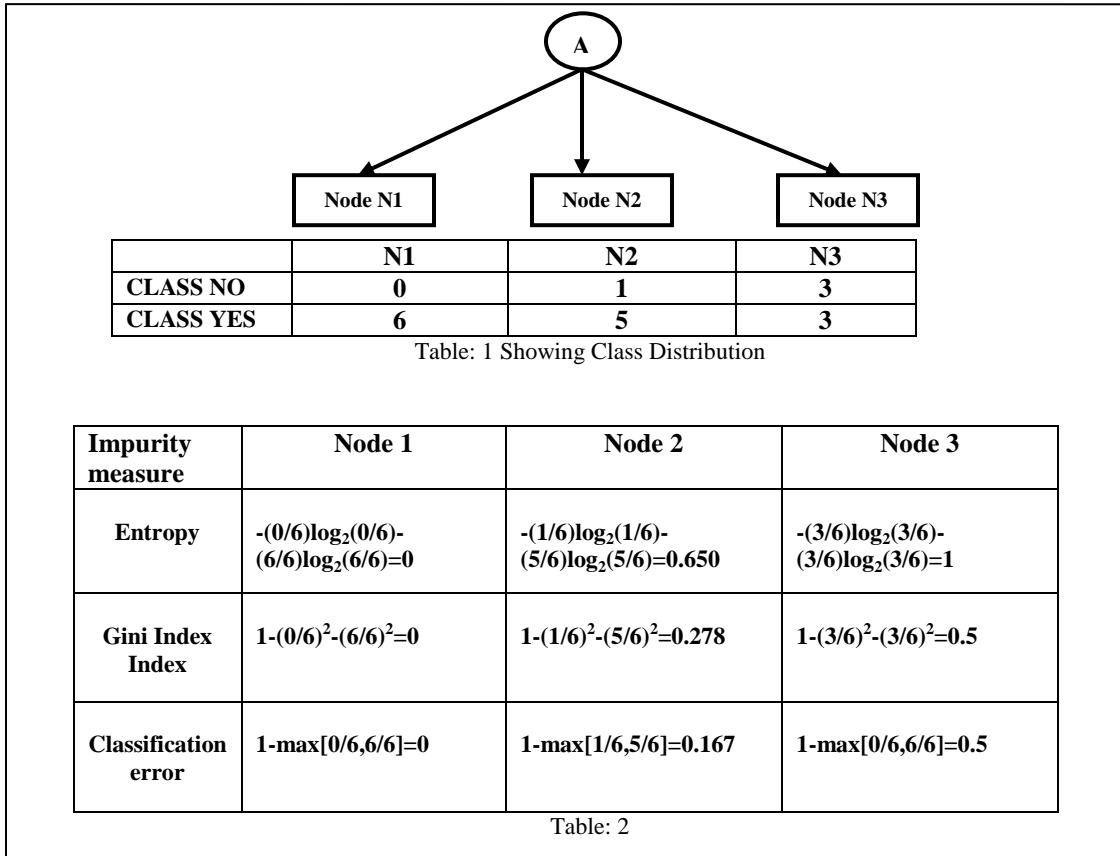 A
Node N1 Node N2 Node N3
N1 N2 N3
CLASS NO 0 1 3
CLASS YES 6 5 3
Table: 1 Showing Class Distribution
Impurity measure Node 1 Node 2 Node 3
Entropy
-(0/6)log₂(0/6)-
(6/6)log₂(6/6)=0
-(1/6)log₂(1/6)-
(5/6)log₂(5/6)=0.650
-(3/6)log₂(3/6)-
(3/6)log₂(3/6)=1
Gini Index
Index
1-(0/6)²-(6/6)²=0
1-(1/6)²-(5/6)²=0.278
1-(3/6)²-(3/6)²=0.5
Classification
error
1-max[0/6,6/6]=0
1-max[1/6,5/6]=0.167
1-max[0/6,6/6]=0.5
Table: 2